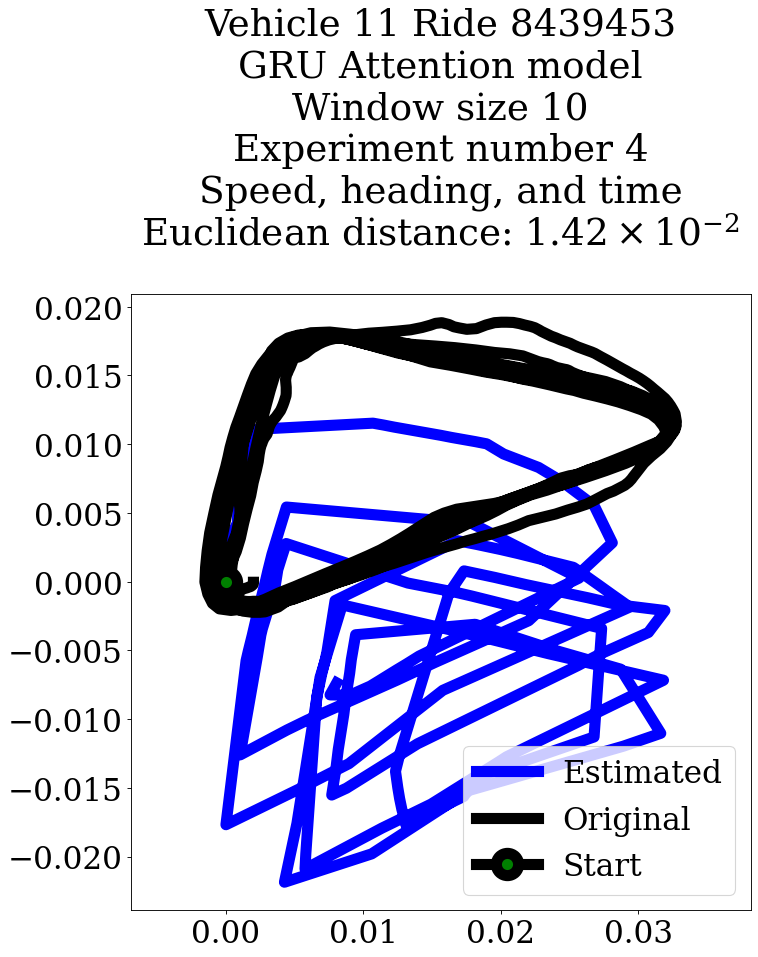 Vehicle 11 Ride 8439453
GRU Attention model
Window size 10
Experiment number 4
Speed, heading, and time
Euclidean distance: 1.42 × 10⁻²
0.020
0.015
0.010
0.005
0.000
−0.005
−0.010
−0.015
−0.020
Estimated
Original
Start
0.00 0.01 0.02 0.03